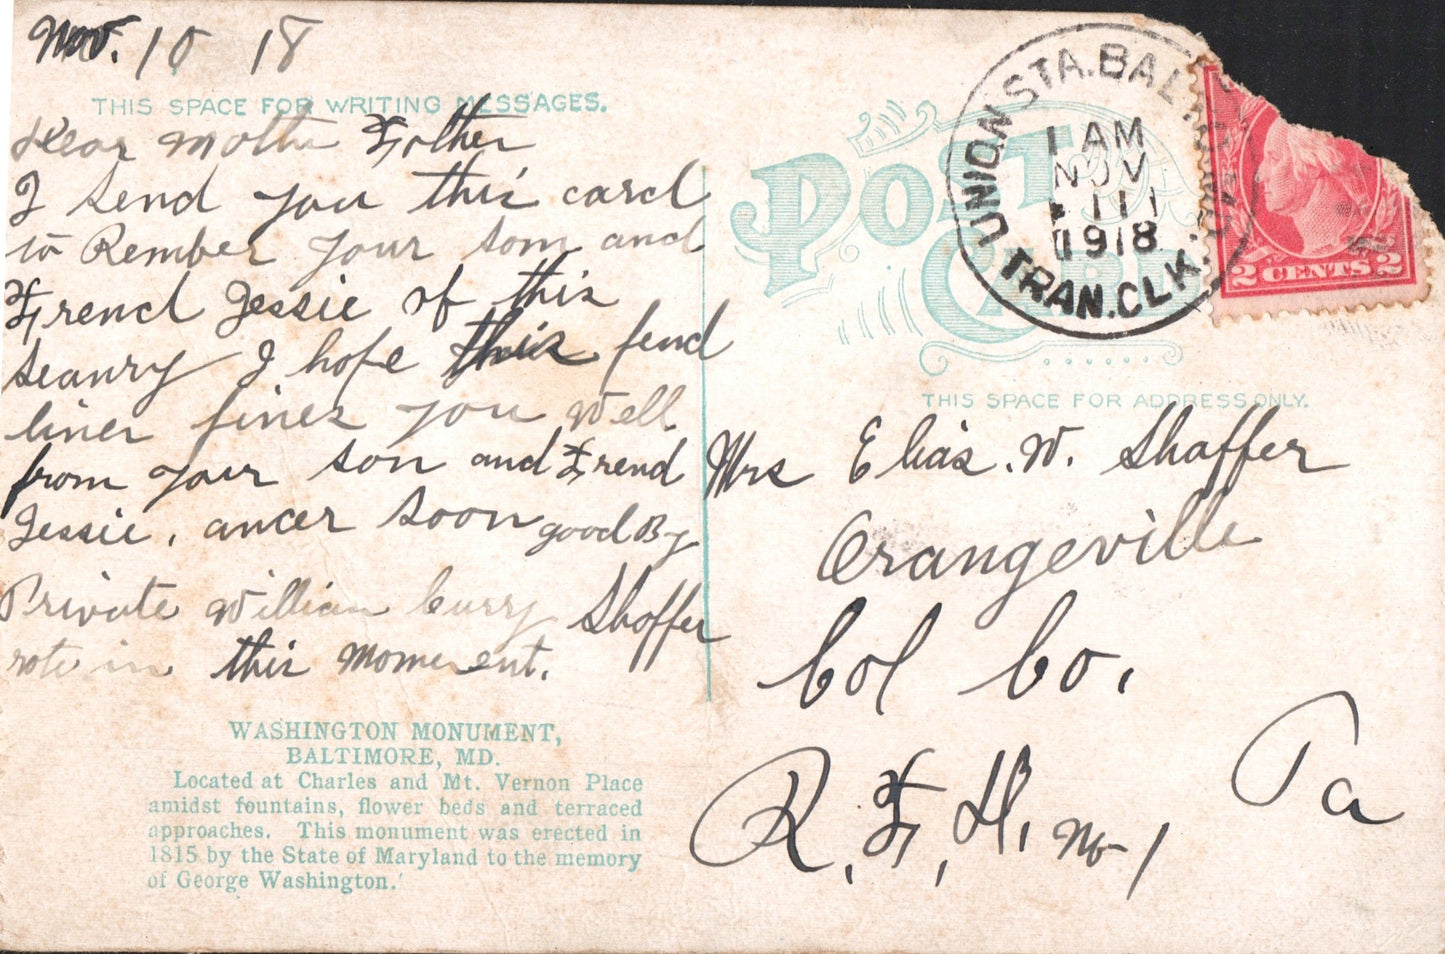 Nov. 10 18
THIS SPACE FOR WRITING MESSAGES.
Dear Mother Father
I send you this card
to Rember your son and
Frend Jessie of this
seanry I hope this fend
liner finer you well
from your son and Frend
Jessie. ancer soon good By
Private William Curry Shaffer
rote in this moment.
WASHINGTON MONUMENT,
BALTIMORE, MD.
Located at Charles and Mt. Vernon Place
amidst fountains, flower beds and terraced
approaches. This monument was erected in
1815 by the State of Maryland to the memory
of George Washington.
POST CARD
UNION STA. BALTIMORE, MD.
1 AM
NOV
11
1918
TRAN. CLK.
2 CENTS 2
THIS SPACE FOR ADDRESS ONLY.
Mrs Elias. W. Shaffer
Orangeville
Col Co.
Pa
R. F. D. No 1